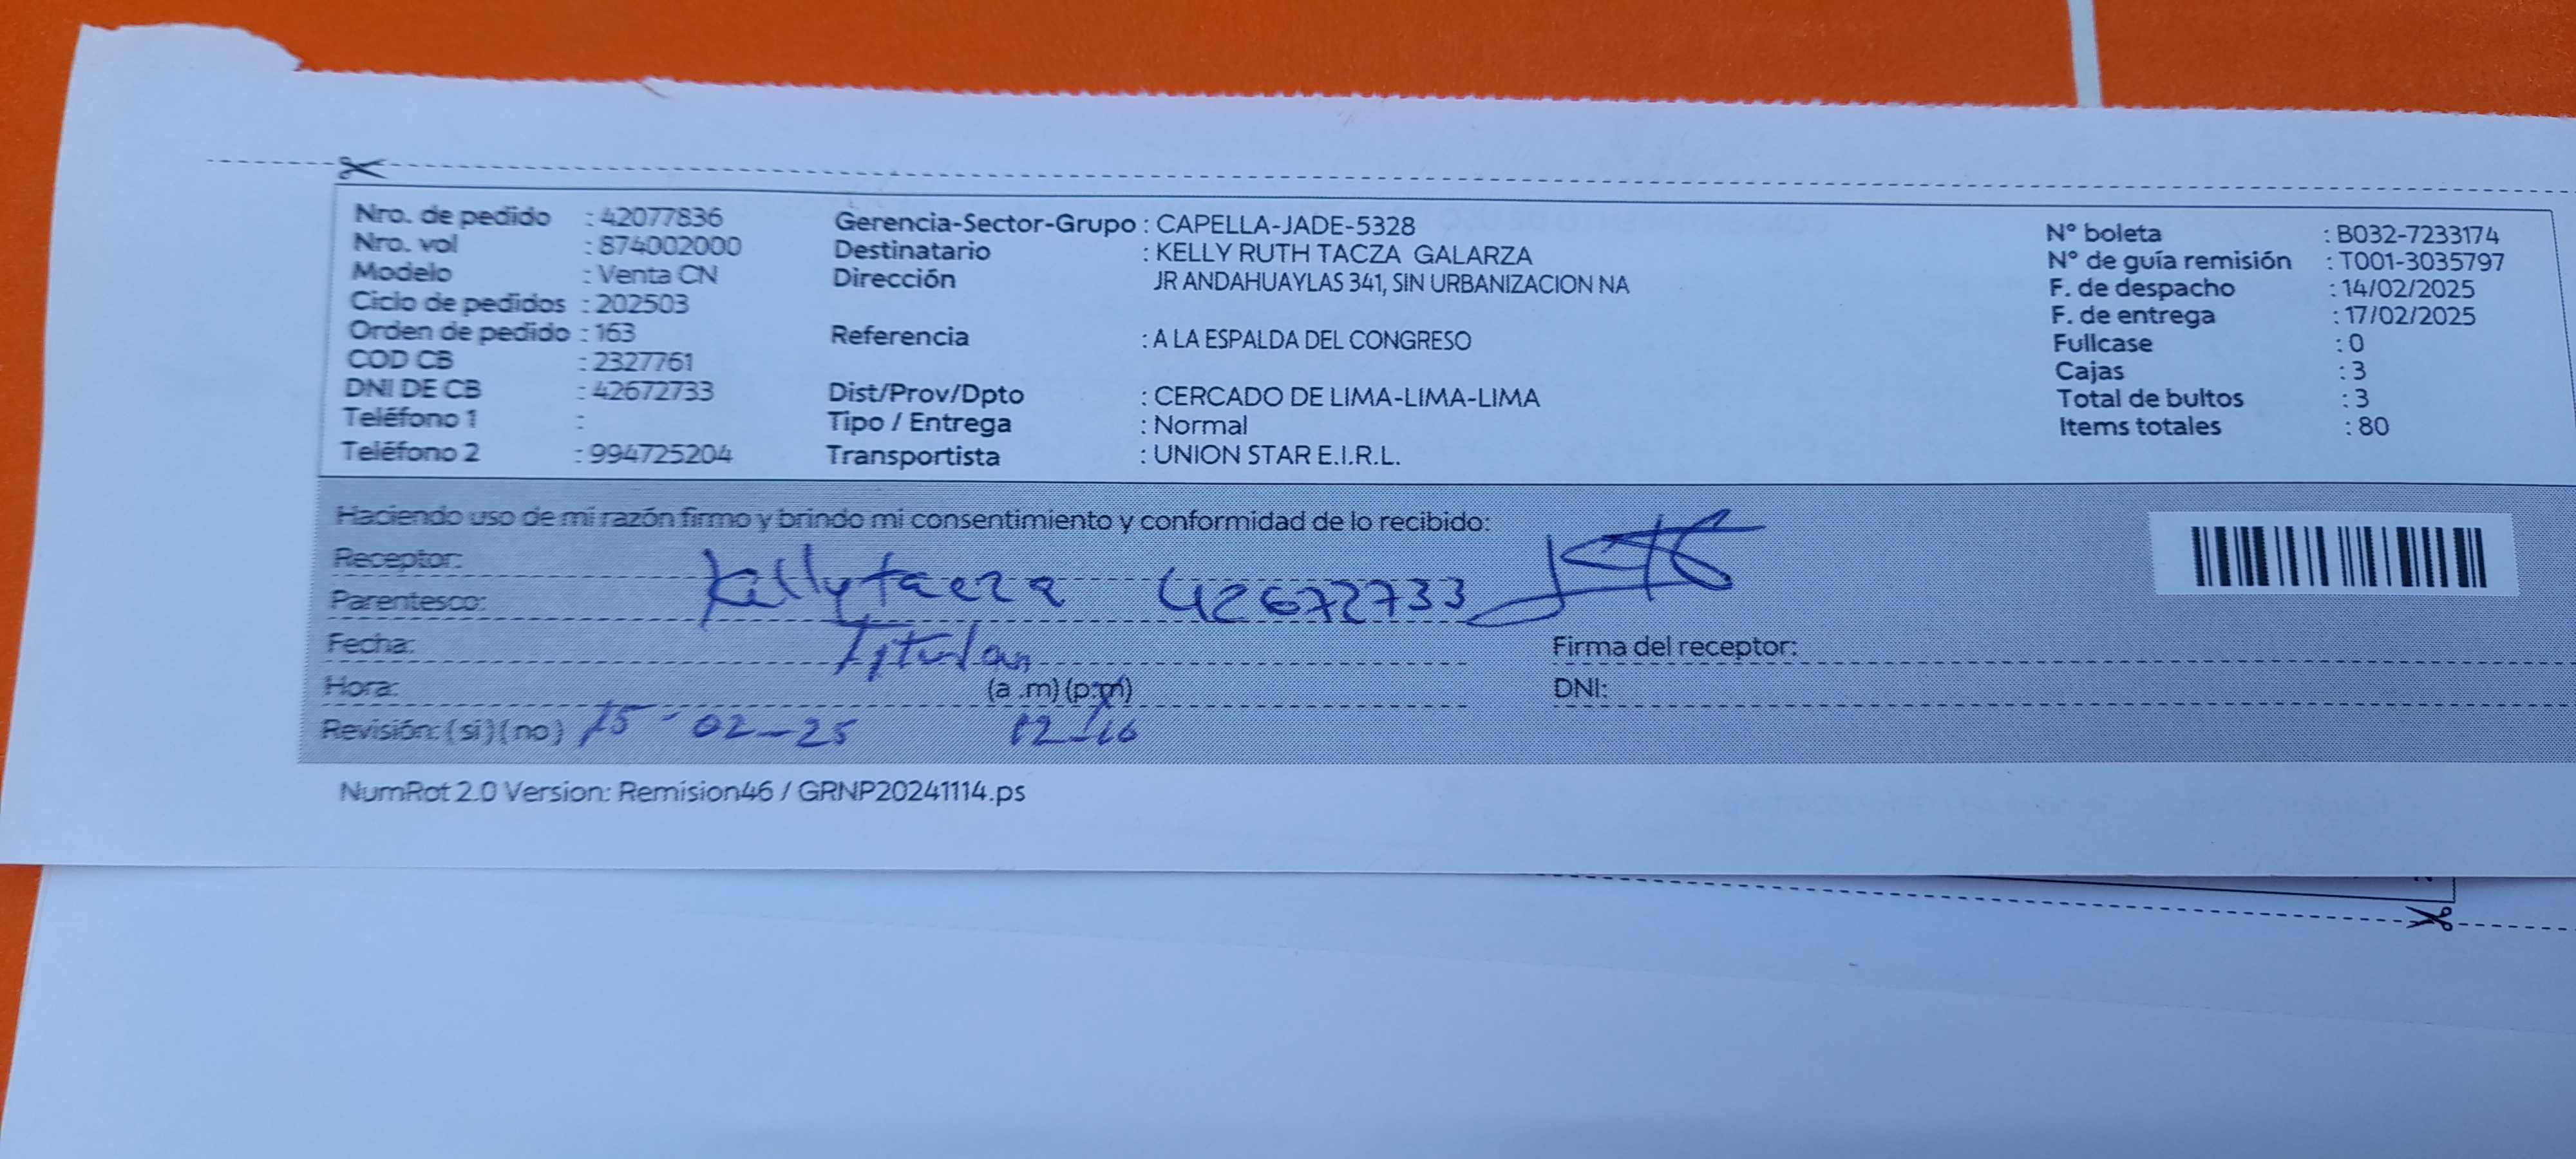 Nro. de pedido : 42077836
Nro. vol : 874002000
Modelo : Venta CN
Ciclo de pedidos : 202503
Orden de pedido : 163
COD CB : 2327761
DNI DE CB : 42672733
Teléfono 1 :
Teléfono 2 : 994725204
Gerencia-Sector-Grupo : CAPELLA-JADE-5328
Destinatario : KELLY RUTH TACZA GALARZA
Dirección JR ANDAHUAYLAS 341, SIN URBANIZACION NA
Referencia : A LA ESPALDA DEL CONGRESO
Dist/Prov/Dpto : CERCADO DE LIMA-LIMA-LIMA
Tipo / Entrega : Normal
Transportista : UNION STAR E.I.R.L.
N° boleta : B032-7233174
N° de guía remisión : T001-3035797
F. de despacho : 14/02/2025
F. de entrega : 17/02/2025
Fullcase : 0
Cajas : 3
Total de bultos : 3
Items totales : 80
Haciendo uso de mi razón firmo y brindo mi consentimiento y conformidad de lo recibido:
Receptor:
Parentesco: Kelly tacza 42672733
Fecha: Titular Firma del receptor:
Hora: (a .m) (p.m) DNI:
Revisión: (si) (no) 15-02-25 12-16
NumRot 2.0 Version: Remision46 / GRNP20241114.ps